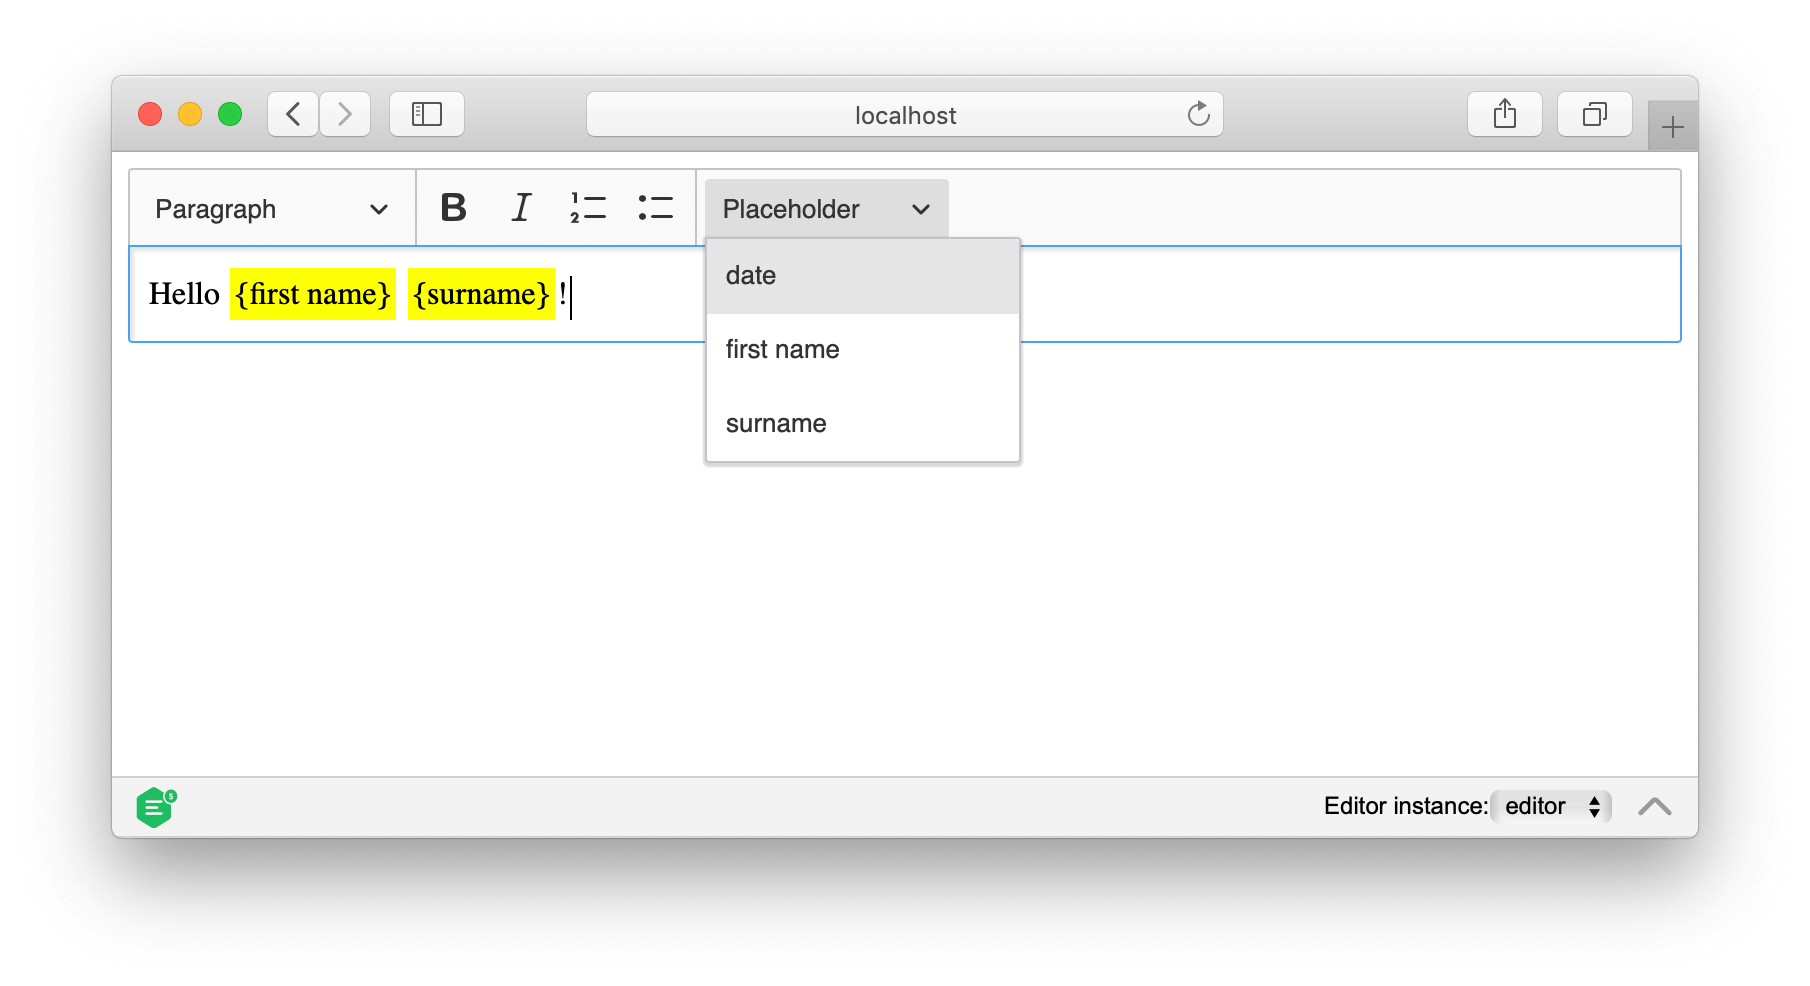 localhost
Paragraph B I Placeholder
Hello {first name} {surname} !
date
first name
surname
Editor instance: editor